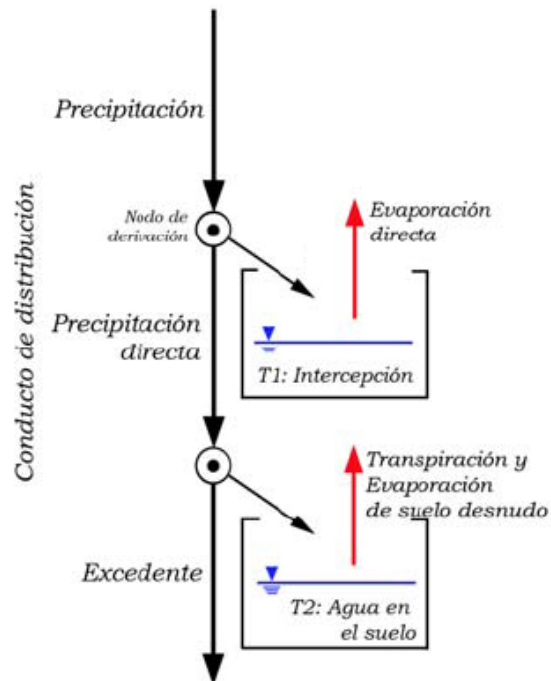 Conducto de distribución
Precipitación
Nodo de
derivación
Evaporación
directa
Precipitación
directa
T1: Intercepción
Transpiración y
Evaporación
de suelo desnudo
Excedente
T2: Agua en
el suelo